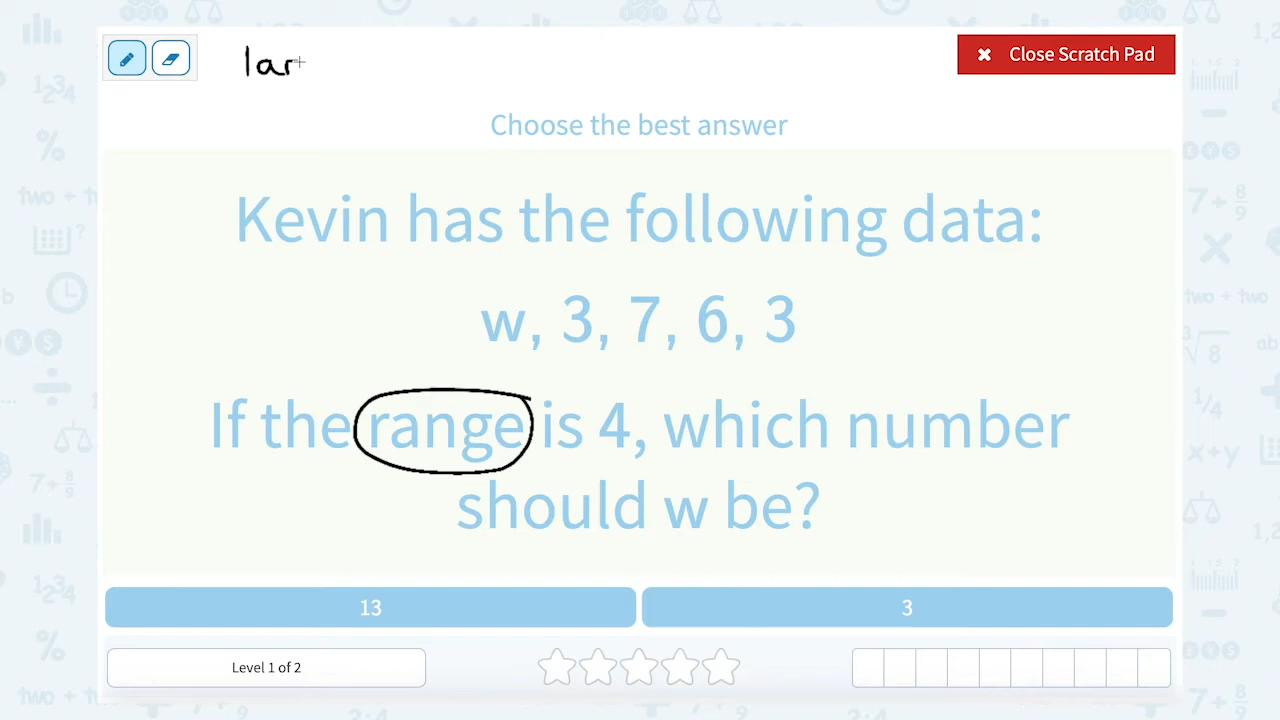 lar
Close Scratch Pad
Choose the best answer
Kevin has the following data:
w, 3, 7, 6, 3
If the range is 4, which number
should w be?
13
3
Level 1 of 2